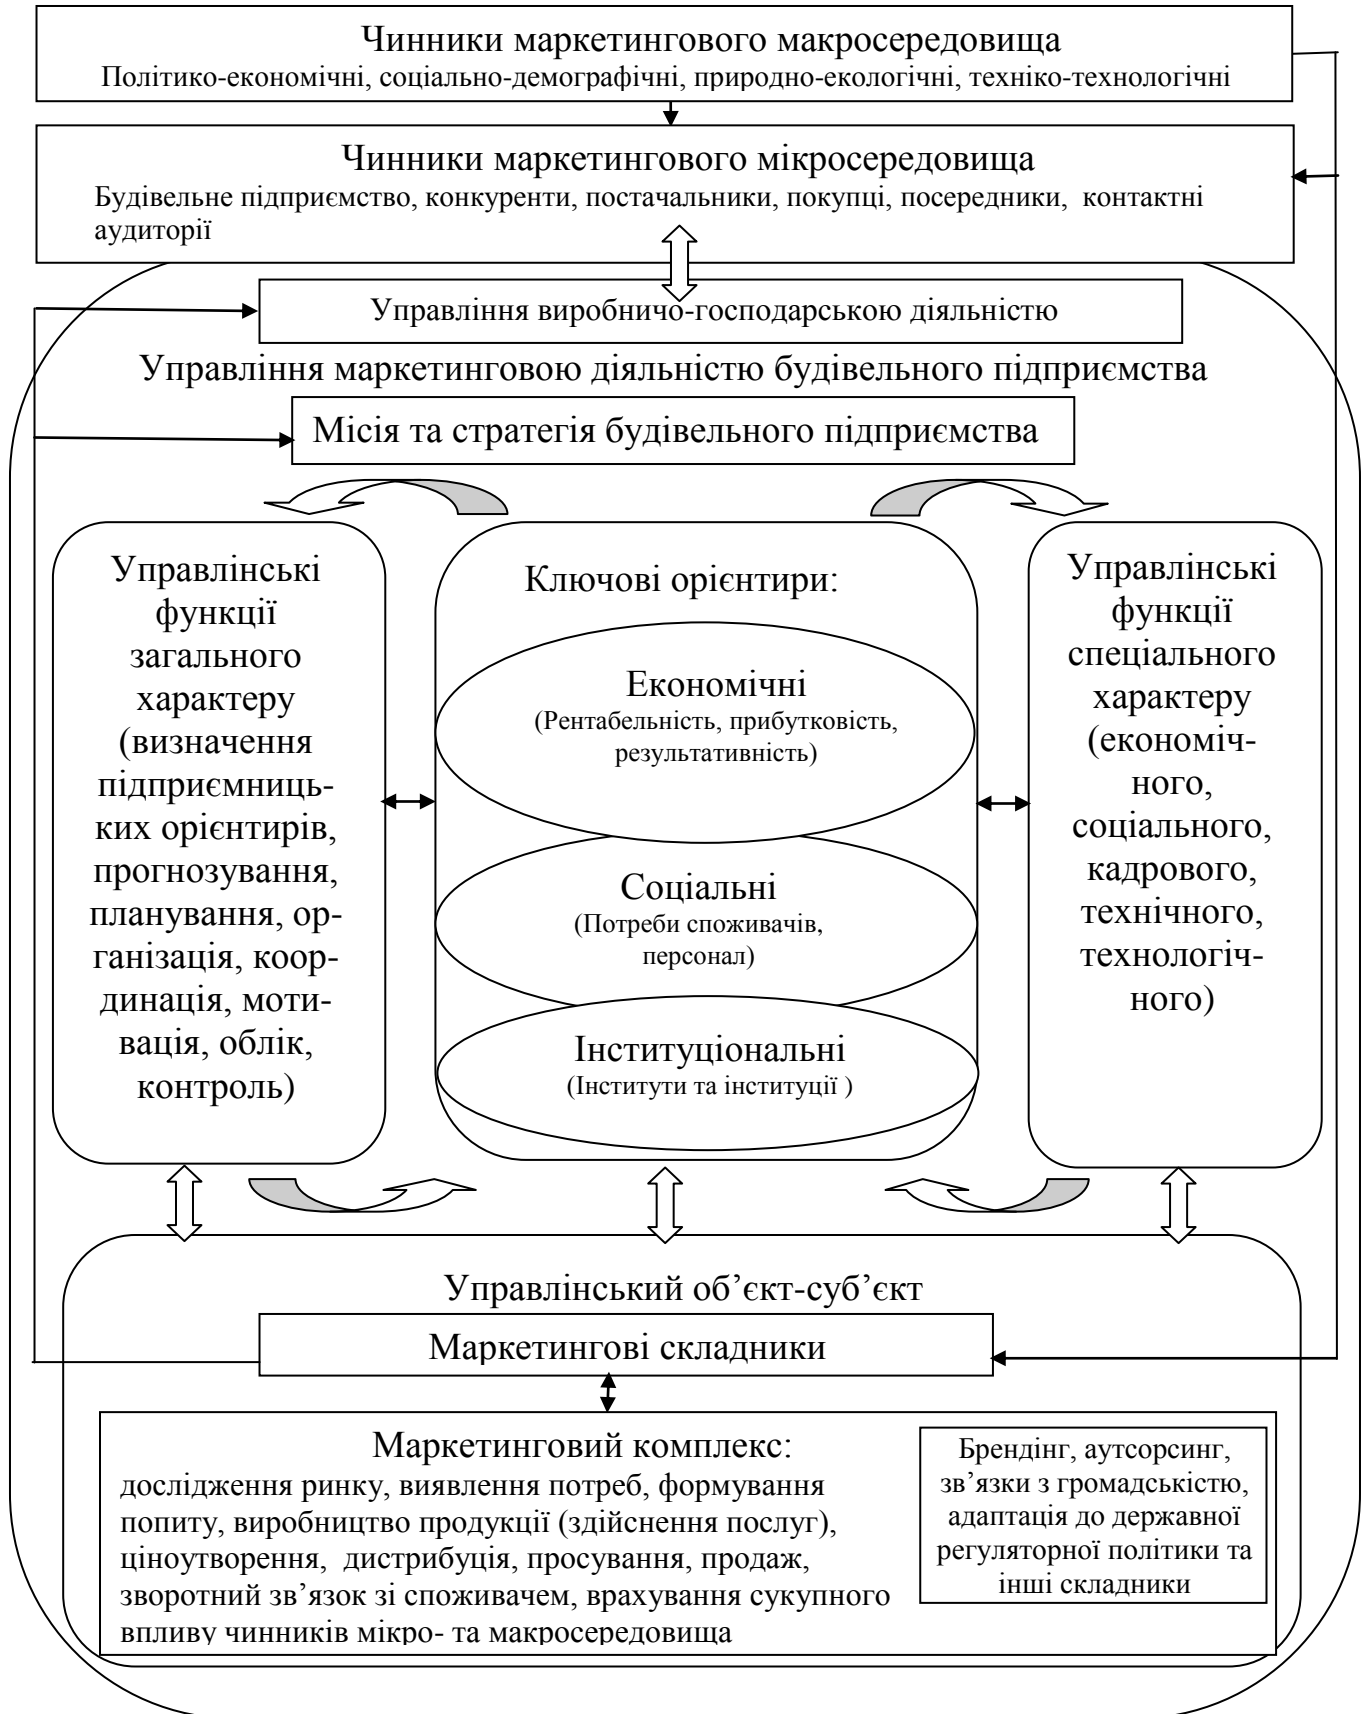 Чинники маркетингового макросередовища
Політико-економічні, соціально-демографічні, природно-екологічні, техніко-технологічні
Чинники маркетингового мікросередовища
Будівельне підприємство, конкуренти, постачальники, покупці, посередники, контактні
аудиторії
Управління виробничо-господарською діяльністю
Управління маркетинговою діяльністю будівельного підприємства
Місія та стратегія будівельного підприємства
Управлінські
функції
загального
характеру
(визначення
підприємниць-
ких орієнтирів,
прогнозування,
планування, ор-
ганізація, коор-
динація, моти-
вація, облік,
контроль)
Ключові орієнтири:
Економічні
(Рентабельність, прибутковість,
результативність)
Соціальні
(Потреби споживачів,
персонал)
Інституціональні
(Інститути та інституції )
Управлінські
функції
спеціального
характеру
(економіч-
ного,
соціального,
кадрового,
технічного,
технологіч-
ного)
Управлінський об’єкт-суб’єкт
Маркетингові складники
Маркетинговий комплекс:
дослідження ринку, виявлення потреб, формування
попиту, виробництво продукції (здійснення послуг),
ціноутворення, дистрибуція, просування, продаж,
зворотний зв’язок зі споживачем, врахування сукупного
впливу чинників мікро- та макросередовища
Брендінг, аутсорсинг,
зв’язки з громадськістю,
адаптація до державної
регуляторної політики та
інші складники